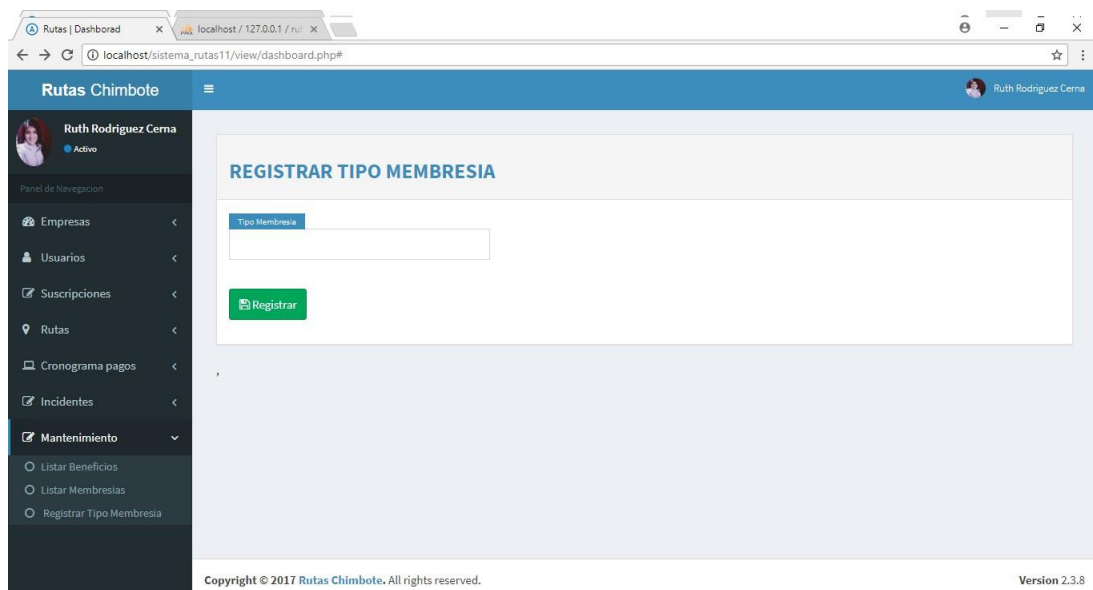 Rutas | Dashborad
localhost / 127.0.0.1 / rut
localhost/sistema_rutas11/view/dashboard.php#
Rutas Chimbote
Ruth Rodriguez Cerna
Ruth Rodriguez Cerna
Activo
Panel de Navegacion
Empresas
Usuarios
Suscripciones
Rutas
Cronograma pagos
Incidentes
Mantenimiento
Listar Beneficios
Listar Membresias
Registrar Tipo Membresia
REGISTRAR TIPO MEMBRESIA
Tipo Membresia
Registrar
,
Copyright © 2017 Rutas Chimbote. All rights reserved.
Version 2.3.8